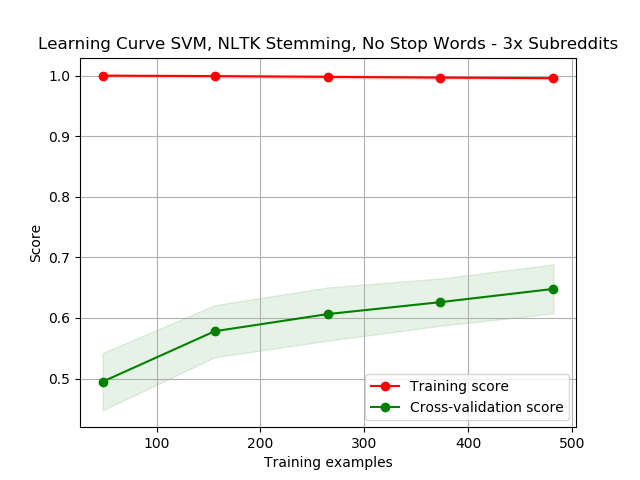 Learning Curve SVM, NLTK Stemming, No Stop Words - 3x Subreddits
1.0
0.9
0.8
0.7
0.6
0.5
Score
100 200 300 400 500
Training examples
Training score
Cross-validation score